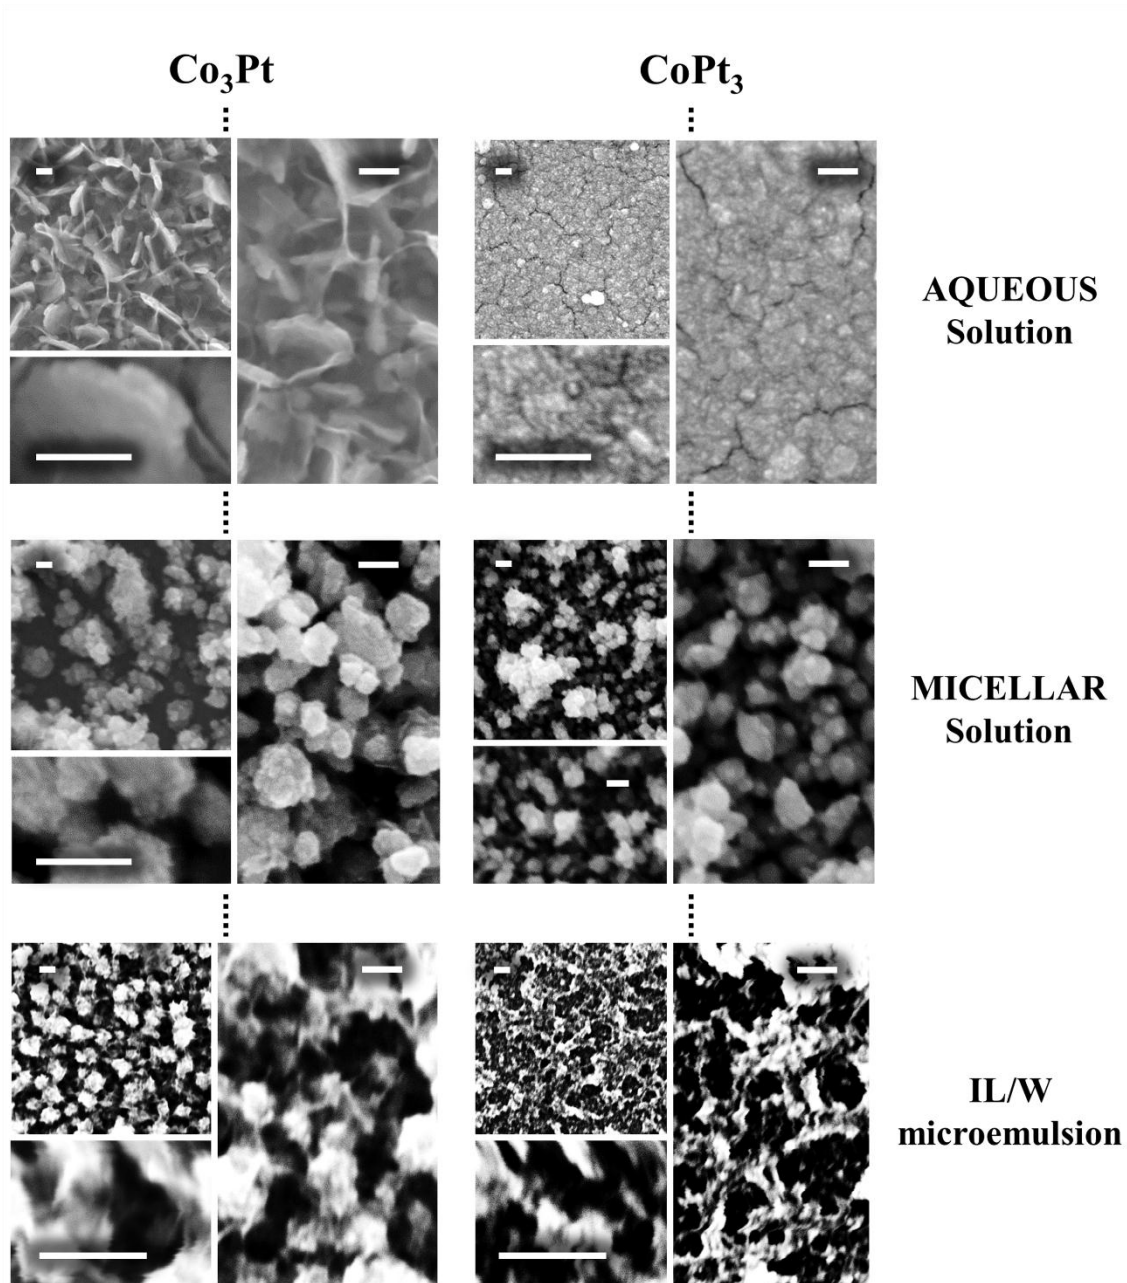 Co₃Pt
CoPt₃
AQUEOUS
Solution
MICELLAR
Solution
IL/W
microemulsion